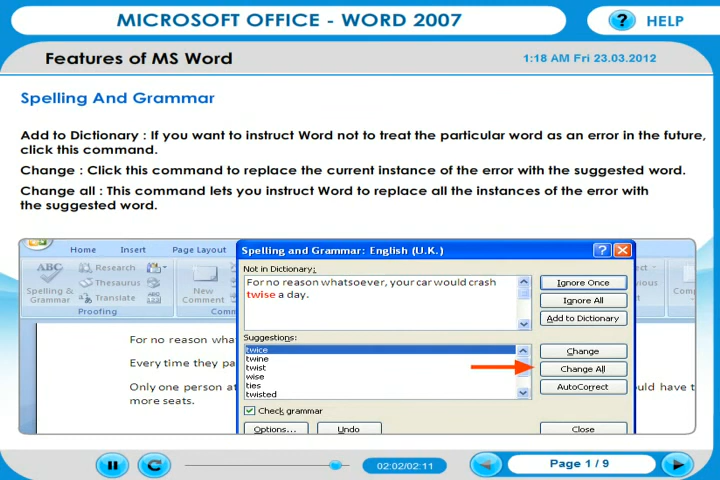 MICROSOFT OFFICE - WORD 2007
? HELP
Features of MS Word
1:18 AM Fri 23.03.2012
Spelling And Grammar
Add to Dictionary : If you want to instruct Word not to treat the particular word as an error in the future,
click this command.
Change : Click this command to replace the current instance of the error with the suggested word.
Change all : This command lets you instruct Word to replace all the instances of the error with
the suggested word.
Home Insert Page Layout
Spelling and Grammar: English (U.K.)
ABC
Spelling &
Grammar
Research
Thesaurus
Translate
Proofing
New
Comment
Not in Dictionary:
For no reason whatsoever, your car would crash
twise a day.
Ignore Once
Ignore All
Add to Dictionary
Suggestions:
twice
twine
twist
wise
ties
twisted
Change
Change All
AutoCorrect
Check grammar
Options...
Undo
Close
For no reason wha
Every time they pa
Only one person at
uld have t
more seats.
02:02/02:11
Page 1 / 9